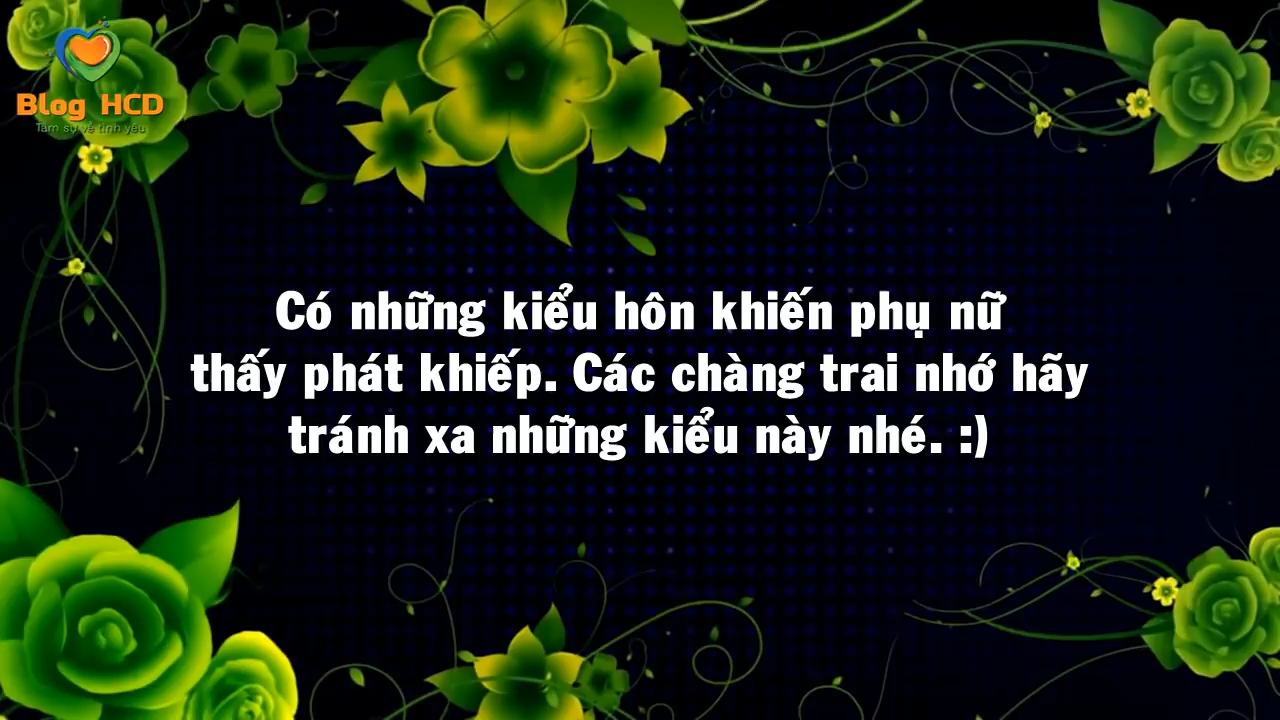 Blog HCD
Tâm sự về tình yêu
Có những kiểu hôn khiến phụ nữ
thấy phát khiếp. Các chàng trai nhớ hãy
tránh xa những kiểu này nhé. :)